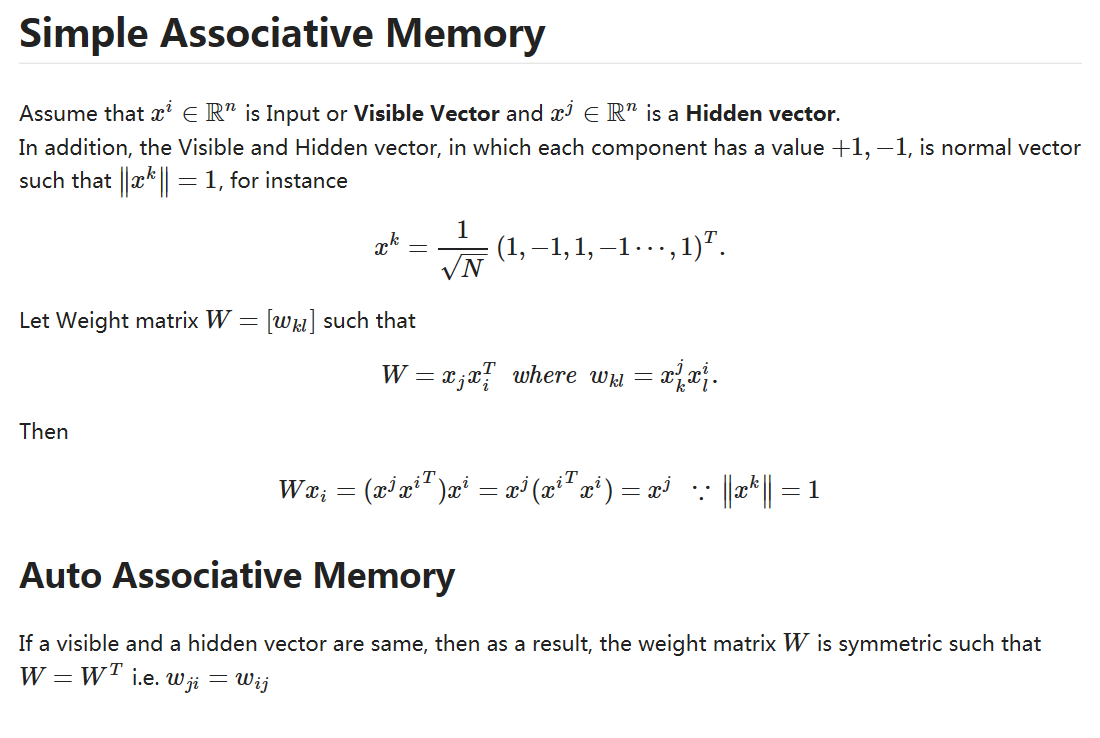 Simple Associative Memory
Assume that $x^i \in \mathbb{R}^n$ is Input or Visible Vector and $x^j \in \mathbb{R}^n$ is a Hidden vector.
In addition, the Visible and Hidden vector, in which each component has a value $+1, -1$, is normal vector
such that $\|x^k\| = 1$, for instance
$x^k = \frac{1}{\sqrt{N}} (1, -1, 1, -1 \cdots, 1)^T.$
Let Weight matrix $W = [w_{kl}]$ such that
$W = x_j x_i^T \ \ where \ \ w_{kl} = x_k^j x_l^i.$
Then
$W x_i = (x^j {x^i}^T) x^i = x^j ({x^i}^T x^i) = x^j \ \ \because \|x^k\| = 1$
Auto Associative Memory
If a visible and a hidden vector are same, then as a result, the weight matrix $W$ is symmetric such that
$W = W^T$ i.e. $w_{ji} = w_{ij}$